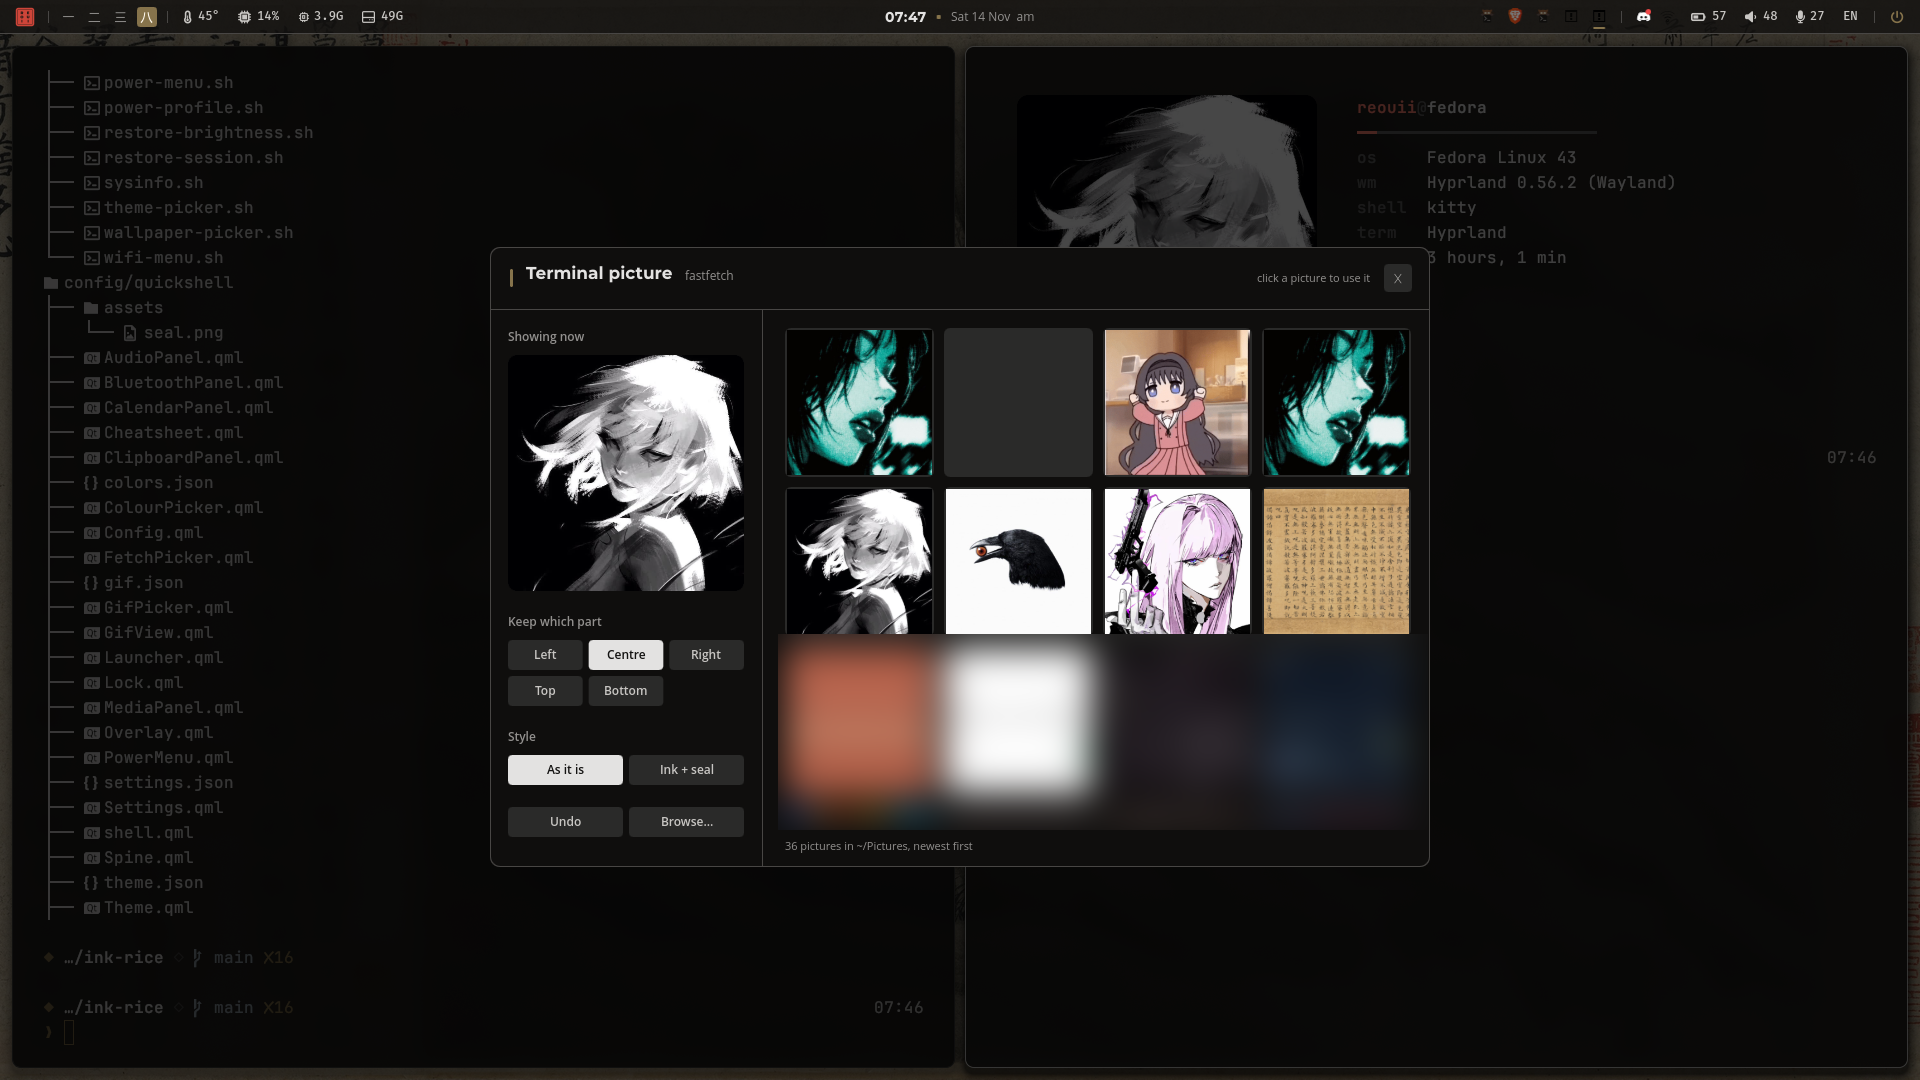 一 二 三 八 45° 14% 3.9G 49G
07:47 Sat 14 Nov am
57 48 27 EN
power-menu.sh
power-profile.sh
restore-brightness.sh
restore-session.sh
sysinfo.sh
theme-picker.sh
wallpaper-picker.sh
wifi-menu.sh
config/quickshell
assets
seal.png
AudioPanel.qml
BluetoothPanel.qml
CalendarPanel.qml
Cheatsheet.qml
ClipboardPanel.qml
{} colors.json
ColourPicker.qml
Config.qml
FetchPicker.qml
{} gif.json
GifPicker.qml
GifView.qml
Launcher.qml
Lock.qml
MediaPanel.qml
Overlay.qml
PowerMenu.qml
{} settings.json
Settings.qml
shell.qml
Spine.qml
{} theme.json
Theme.qml
…/ink-rice main X16
…/ink-rice main X16 07:46
reouii@fedora
os Fedora Linux 43
wm Hyprland 0.56.2 (Wayland)
shell kitty
term Hyprland
3 hours, 1 min
07:46
Terminal picture fastfetch
click a picture to use it X
Showing now
Keep which part
Left Centre Right
Top Bottom
Style
As it is Ink + seal
Undo Browse...
36 pictures in ~/Pictures, newest first